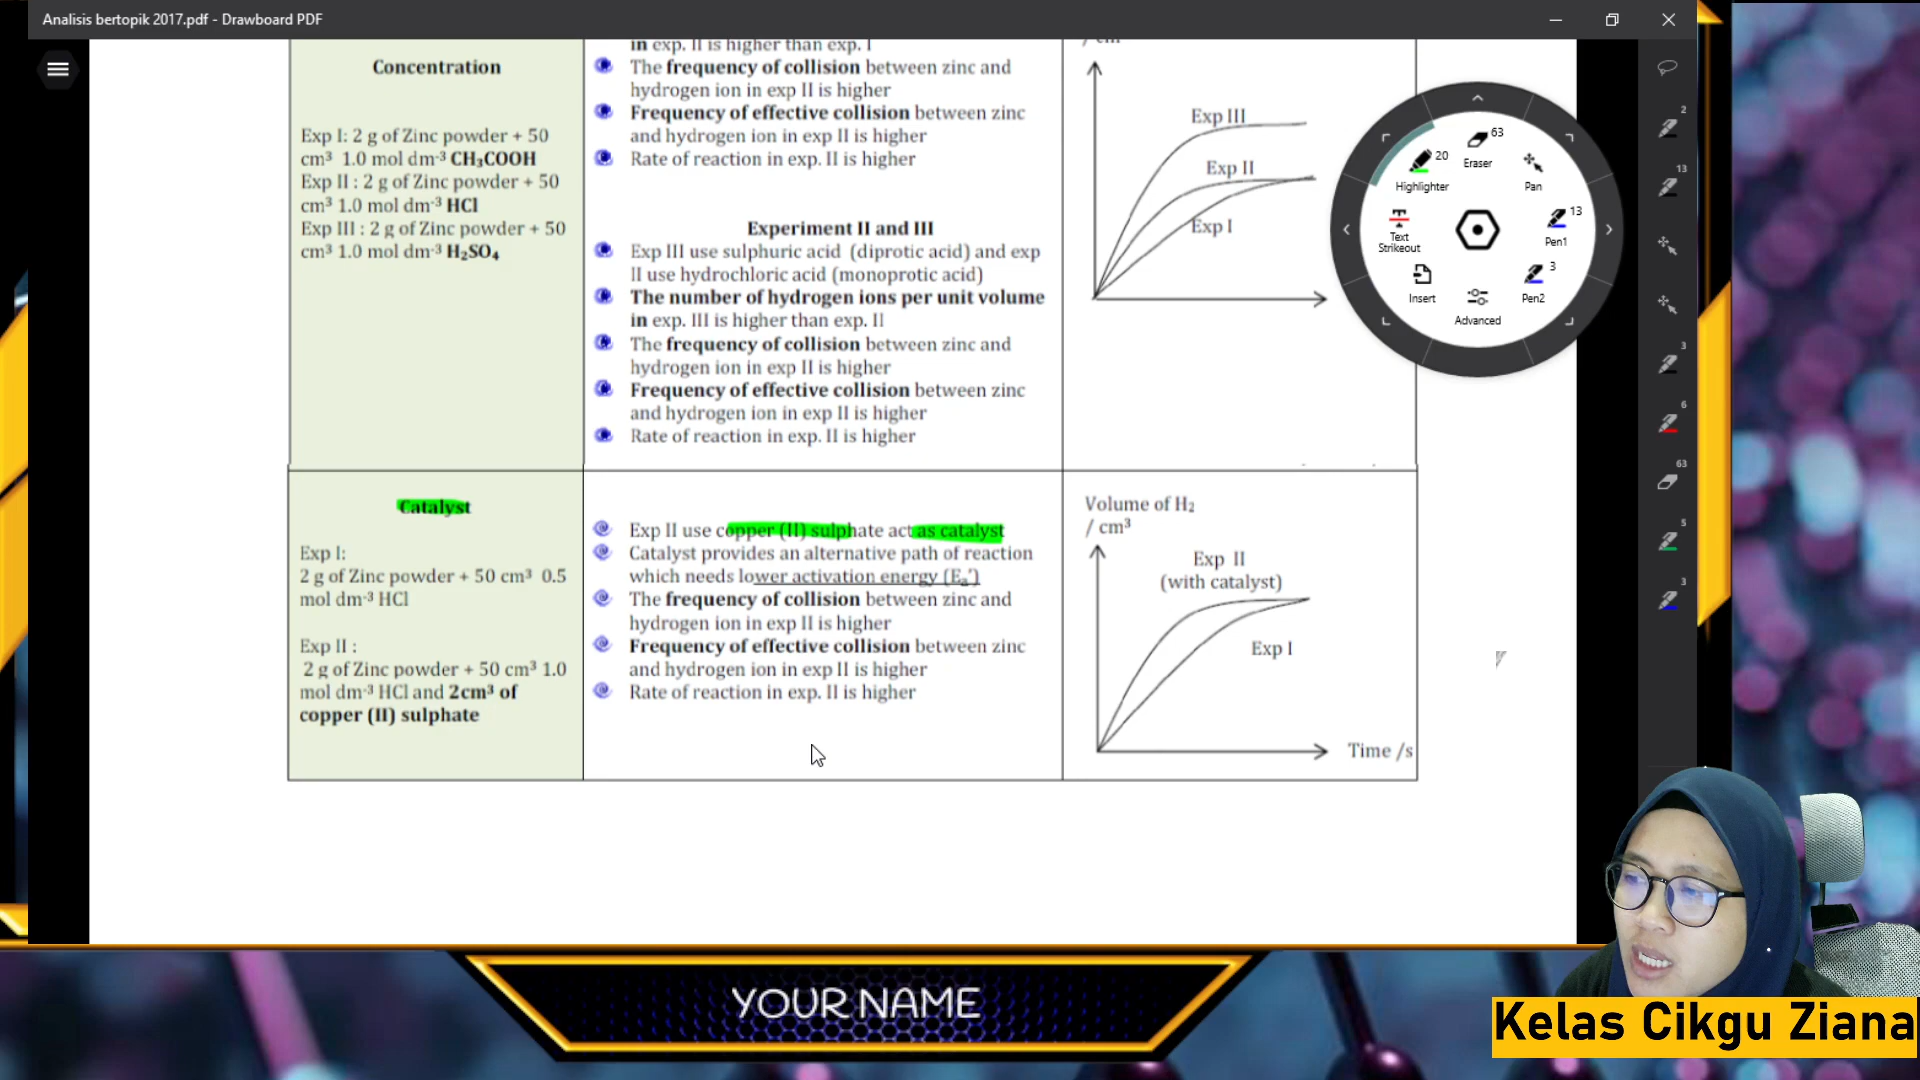 Analisis bertopik 2017.pdf - Drawboard PDF
Concentration
Exp I: 2 g of Zinc powder + 50
cm³ 1.0 mol dm⁻³ CH₃COOH
Exp II : 2 g of Zinc powder + 50
cm³ 1.0 mol dm⁻³ HCl
Exp III : 2 g of Zinc powder + 50
cm³ 1.0 mol dm⁻³ H₂SO₄
in exp. II is higher than exp. I
The frequency of collision between zinc and
hydrogen ion in exp II is higher
Frequency of effective collision between zinc
and hydrogen ion in exp II is higher
Rate of reaction in exp. II is higher
Experiment II and III
Exp III use sulphuric acid (diprotic acid) and exp
II use hydrochloric acid (monoprotic acid)
The number of hydrogen ions per unit volume
in exp. III is higher than exp. II
The frequency of collision between zinc and
hydrogen ion in exp II is higher
Frequency of effective collision between zinc
and hydrogen ion in exp II is higher
Rate of reaction in exp. II is higher
/ cm
Exp III
Exp II
Exp I
Catalyst
Exp I:
2 g of Zinc powder + 50 cm³ 0.5
mol dm⁻³ HCl
Exp II :
2 g of Zinc powder + 50 cm³ 1.0
mol dm⁻³ HCl and 2cm³ of
copper (II) sulphate
Exp II use copper (II) sulphate act as catalyst
Catalyst provides an alternative path of reaction
which needs lower activation energy (Eₐ')
The frequency of collision between zinc and
hydrogen ion in exp II is higher
Frequency of effective collision between zinc
and hydrogen ion in exp II is higher
Rate of reaction in exp. II is higher
Volume of H₂
/ cm³
Exp II
(with catalyst)
Exp I
Time /s
63
Eraser
20
Highlighter
Pan
Text
Strikeout
13
Pen1
Insert
3
Pen2
Advanced
2
13
3
6
63
5
3
YOUR NAME
Kelas Cikgu Ziana